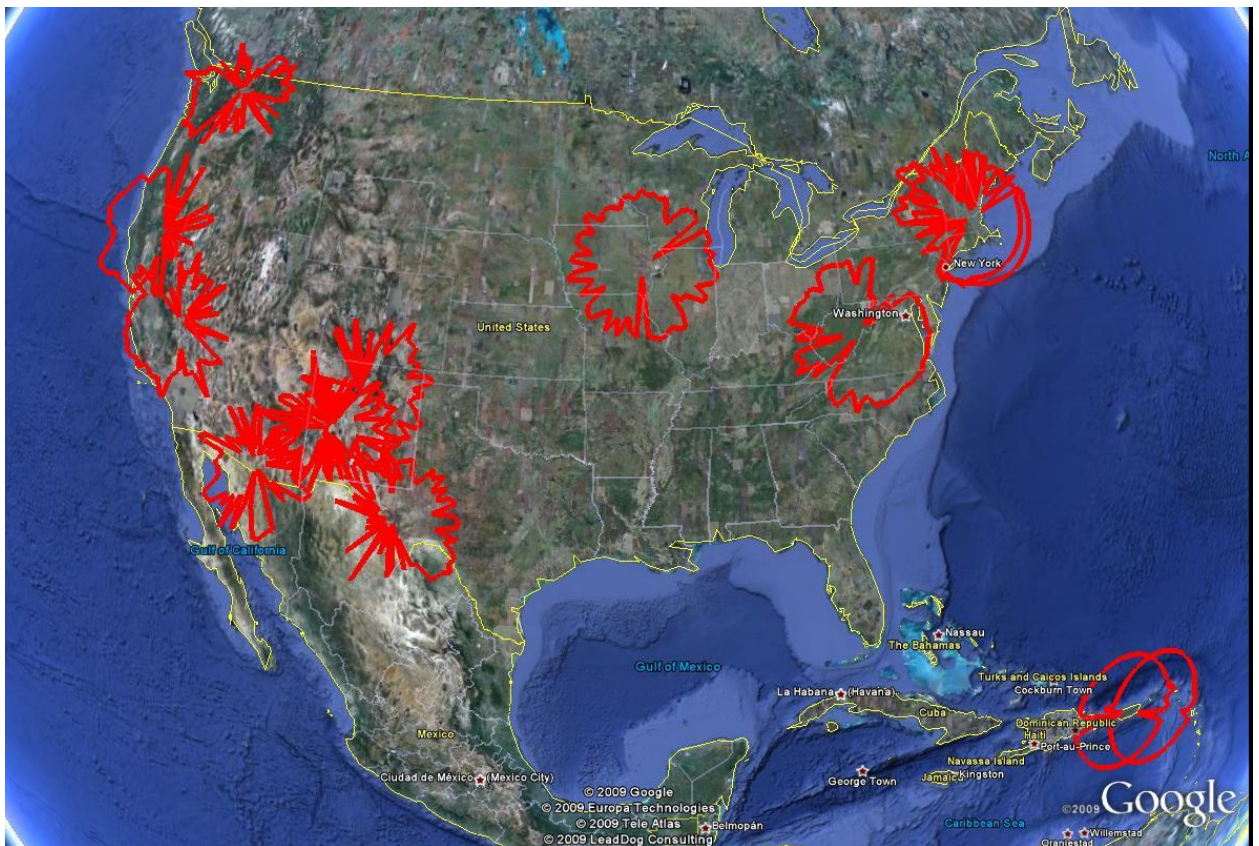 North A
New York
Washington
United States
Gulf of California
Nassau
The Bahamas
Gulf of Mexico
Turks and Caicos Islands
Cockburn Town
La Habana (Havana)
Cuba
Dominican Republic
Haiti
Port-au-Prince
Mexico
Navassa Island
Jamaica Kingston
Ciudad de México (Mexico City)
George Town
© 2009 Google
© 2009 Europa Technologies
© 2009 Tele Atlas
© 2009 LeadDog Consulting
©2009 Google
Belmopán
Caribbean Sea
Willemstad
Oranjestad